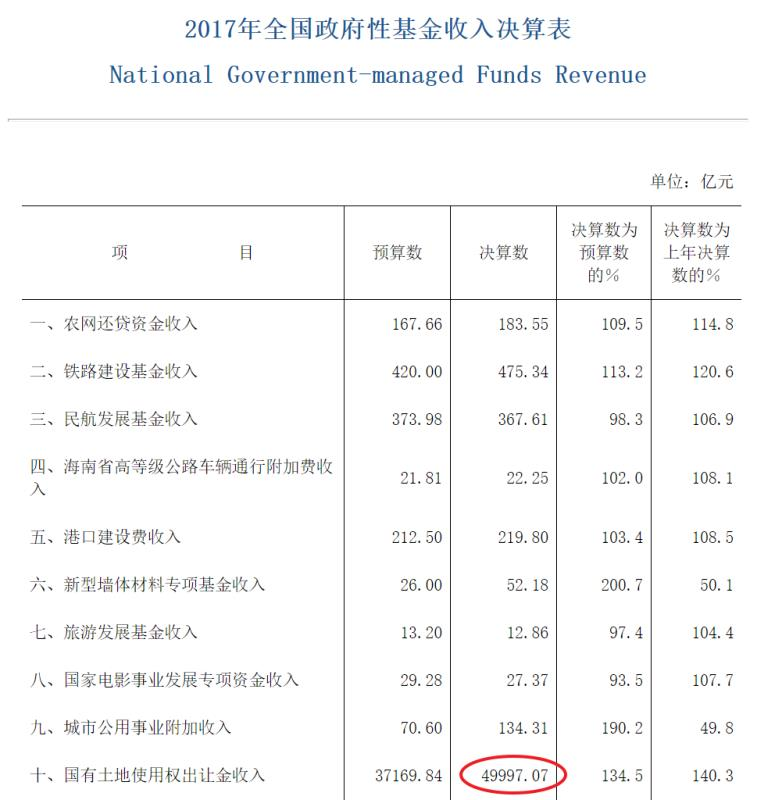 2017年全国政府性基金收入决算表
National Government-managed Funds Revenue
单位：亿元
项 目 预算数 决算数 决算数为预算数的% 决算数为上年决算数的%
一、农网还贷资金收入 167.66 183.55 109.5 114.8
二、铁路建设基金收入 420.00 475.34 113.2 120.6
三、民航发展基金收入 373.98 367.61 98.3 106.9
四、海南省高等级公路车辆通行附加费收入 21.81 22.25 102.0 108.1
五、港口建设费收入 212.50 219.80 103.4 108.5
六、新型墙体材料专项基金收入 26.00 52.18 200.7 50.1
七、旅游发展基金收入 13.20 12.86 97.4 104.4
八、国家电影事业发展专项资金收入 29.28 27.37 93.5 107.7
九、城市公用事业附加收入 70.60 134.31 190.2 49.8
十、国有土地使用权出让金收入 37169.84 49997.07 134.5 140.3